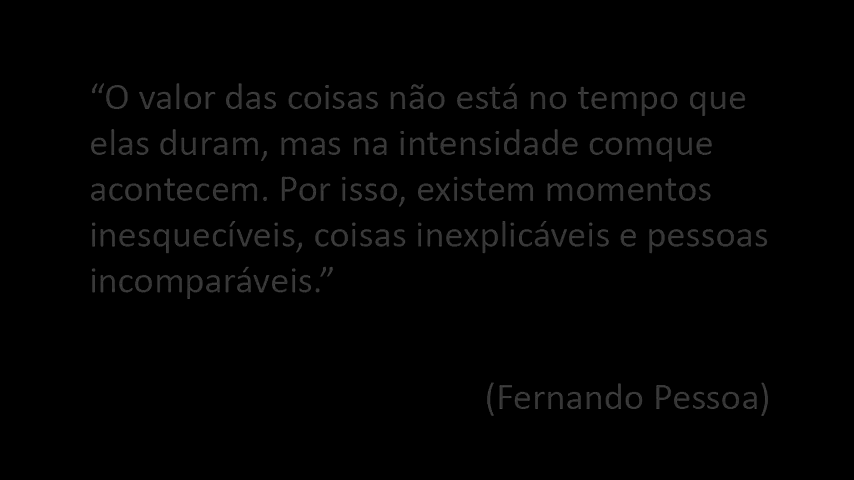 “O valor das coisas não está no tempo que
elas duram, mas na intensidade comque
acontecem. Por isso, existem momentos
inesquecíveis, coisas inexplicáveis e pessoas
incomparáveis.”
(Fernando Pessoa)